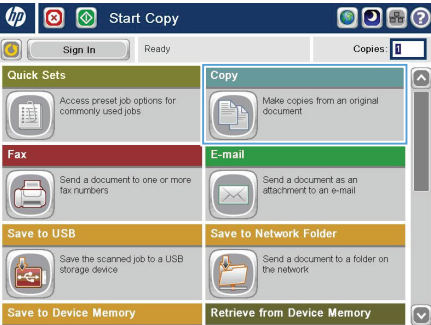 hp Start Copy
?
Sign In Ready Copies: 1
Quick Sets
Access preset job options for
commonly used jobs
Copy
Make copies from an original
document
Fax
Send a document to one or more
fax numbers
E-mail
Send a document as an
attachment to an e-mail
Save to USB
Save the scanned job to a USB
storage device
Save to Network Folder
Send a document to a folder on
the network
Save to Device Memory
Retrieve from Device Memory